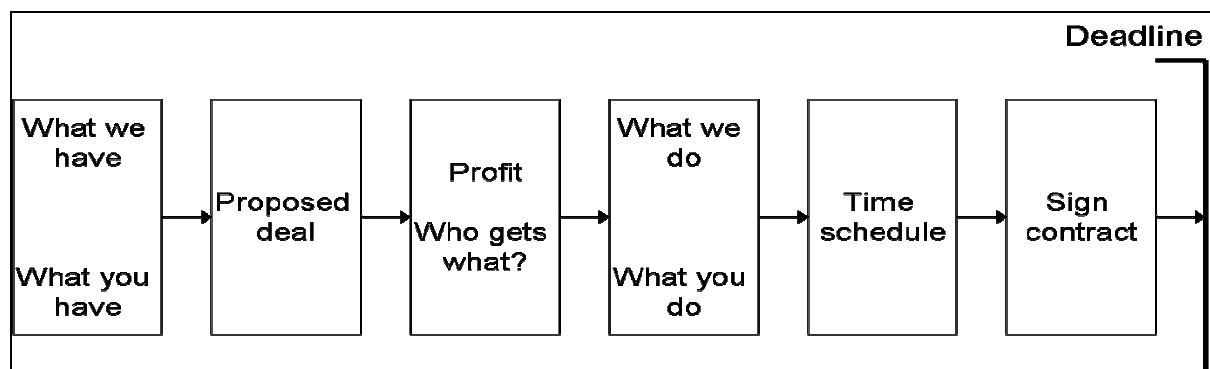 Deadline
What we
have
What you
have
Proposed
deal
Profit
Who gets
what?
What we
do
What you
do
Time
schedule
Sign
contract